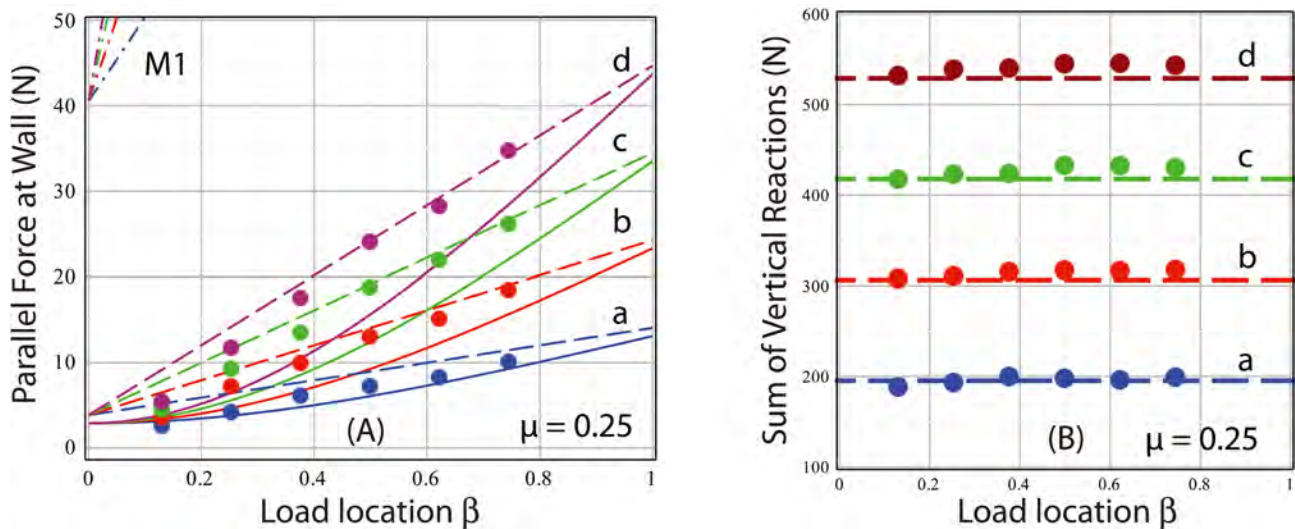 Parallel Force at Wall (N)
50
40
30
20
10
0
M1
d
c
b
a
(A)
μ = 0.25
0
0.2
0.4
0.6
0.8
1
Load location β
Sum of Vertical Reactions (N)
600
500
400
300
200
100
d
c
b
a
(B)
μ = 0.25
0
0.2
0.4
0.6
0.8
1
Load location β